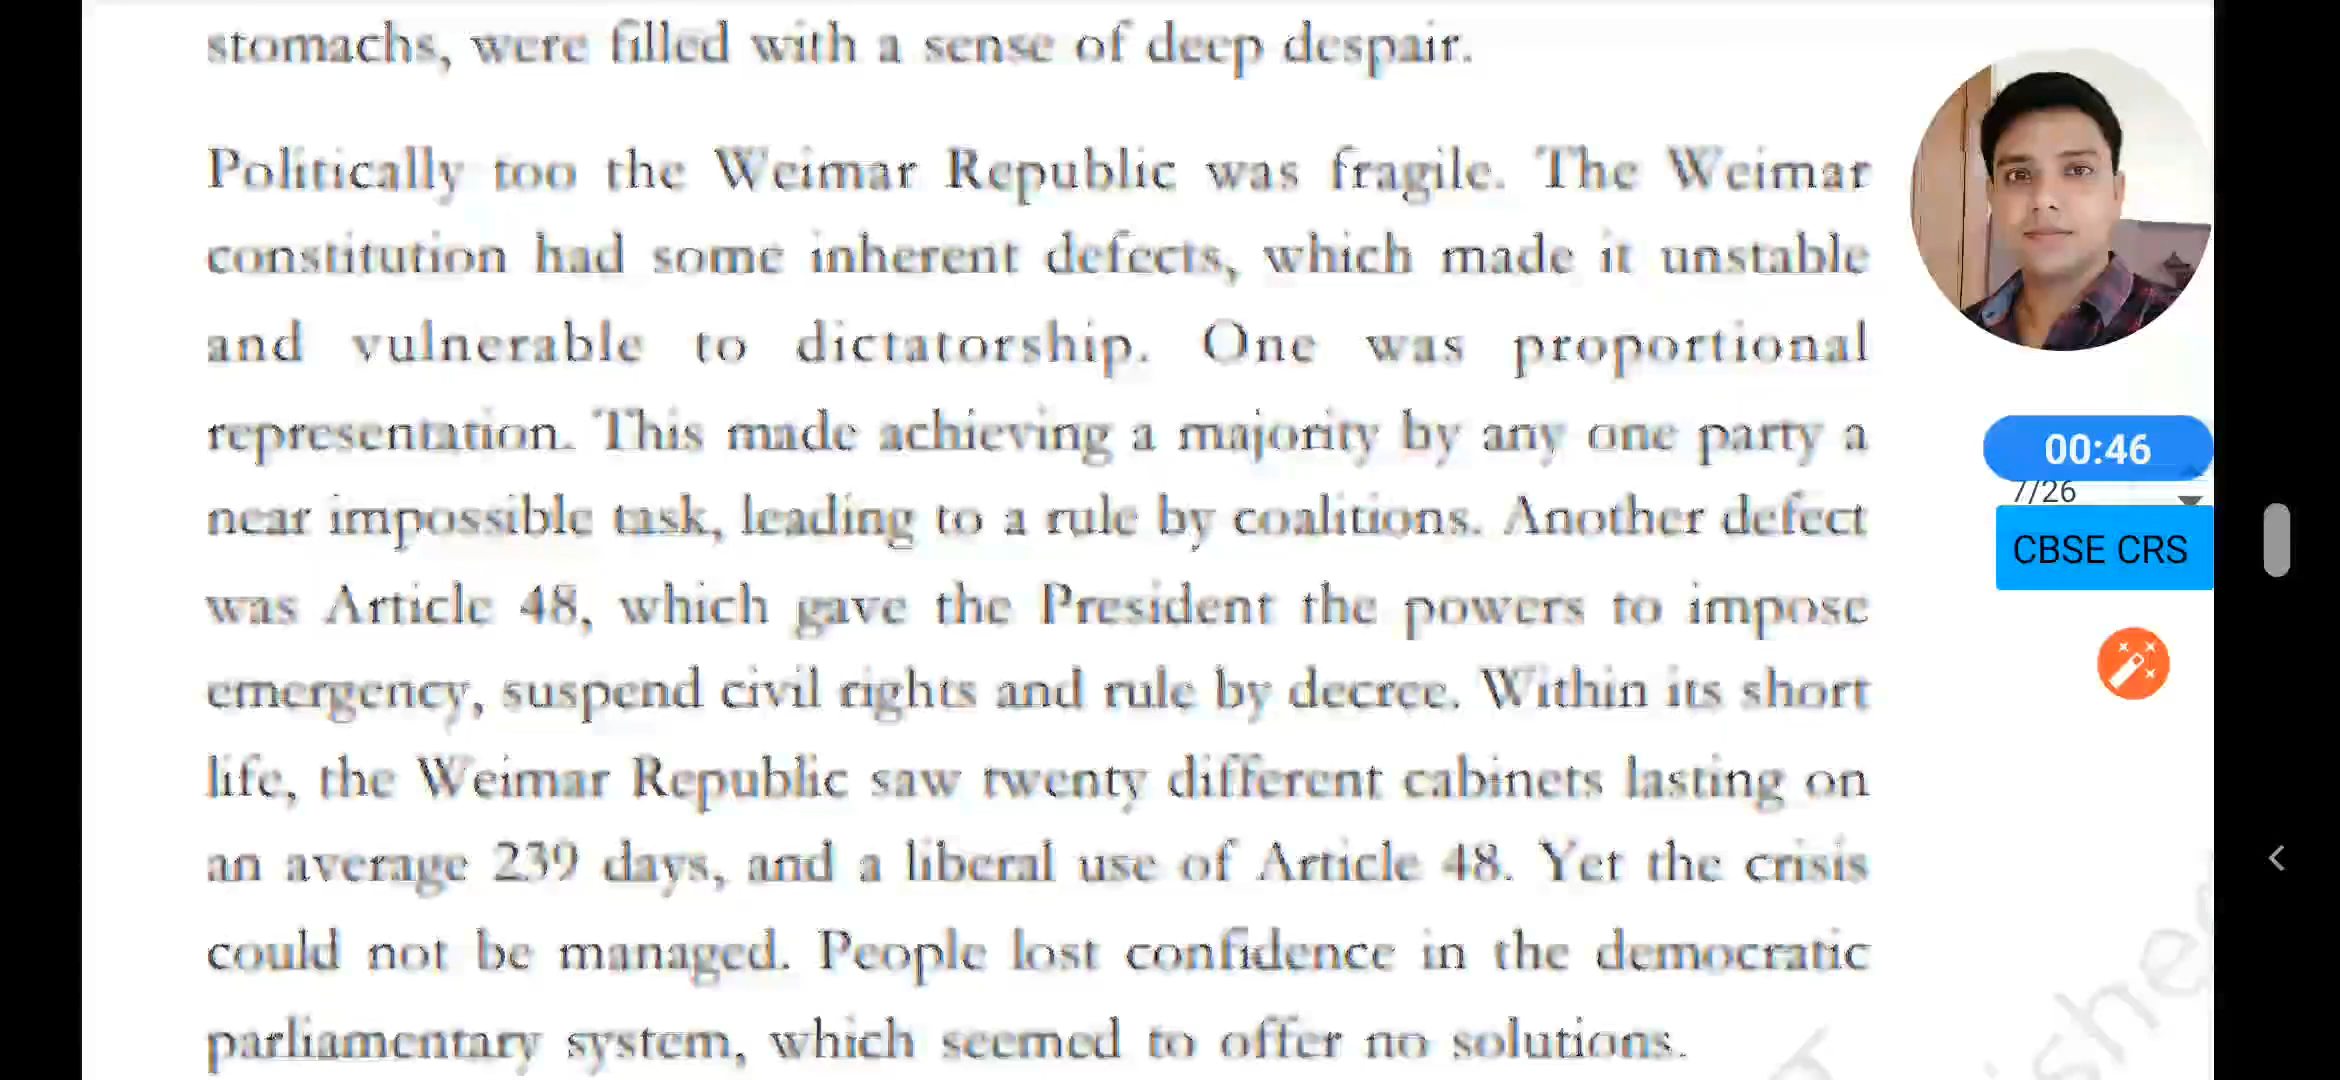 stomachs, were filled with a sense of deep despair.
Politically too the Weimar Republic was fragile. The Weimar
constitution had some inherent defects, which made it unstable
and vulnerable to dictatorship. One was proportional
representation. This made achieving a majority by any one party a
near impossible task, leading to a rule by coalitions. Another defect
was Article 48, which gave the President the powers to impose
emergency, suspend civil rights and rule by decree. Within its short
life, the Weimar Republic saw twenty different cabinets lasting on
an average 239 days, and a liberal use of Article 48. Yet the crisis
could not be managed. People lost confidence in the democratic
parliamentary system, which seemed to offer no solutions.
00:46
7/26
CBSE CRS